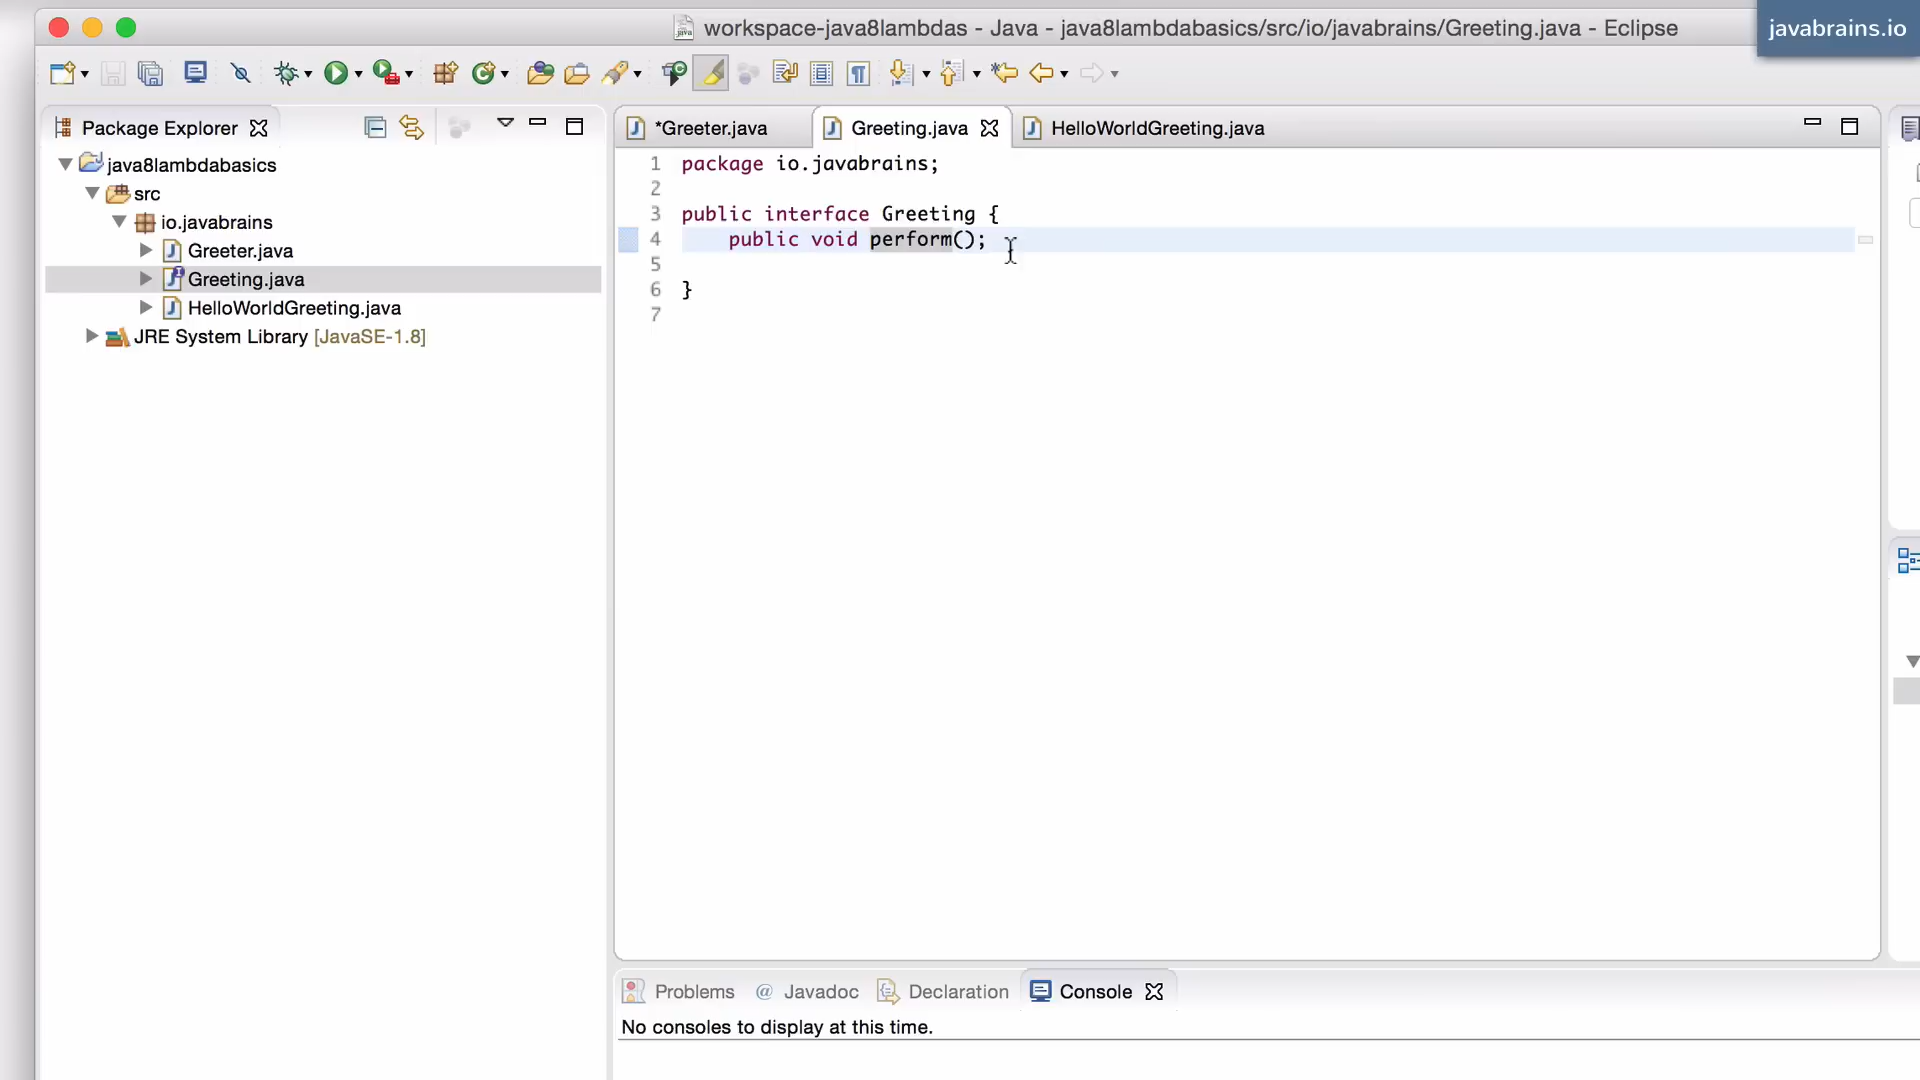 workspace-java8lambdas - Java - java8lambdabasics/src/io/javabrains/Greeting.java - Eclipse
javabrains.io
Package Explorer
java8lambdabasics
src
io.javabrains
Greeter.java
Greeting.java
HelloWorldGreeting.java
JRE System Library [JavaSE-1.8]
*Greeter.java Greeting.java HelloWorldGreeting.java
1 package io.javabrains;
2
3 public interface Greeting {
4 public void perform();
5
6 }
7
Problems @ Javadoc Declaration Console
No consoles to display at this time.